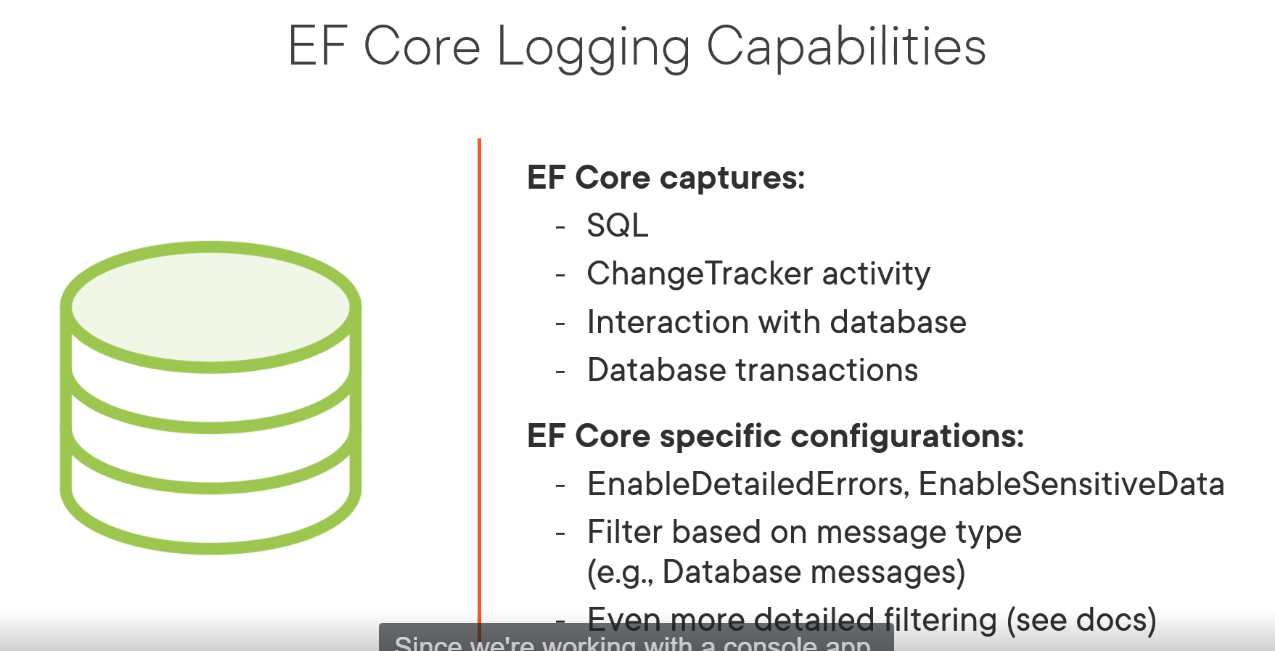 EF Core Logging Capabilities
EF Core captures:
- SQL
- ChangeTracker activity
- Interaction with database
- Database transactions
EF Core specific configurations:
- EnableDetailedErrors, EnableSensitiveData
- Filter based on message type
(e.g., Database messages)
- Even more detailed filtering (see docs)
Since we're working with a console app,